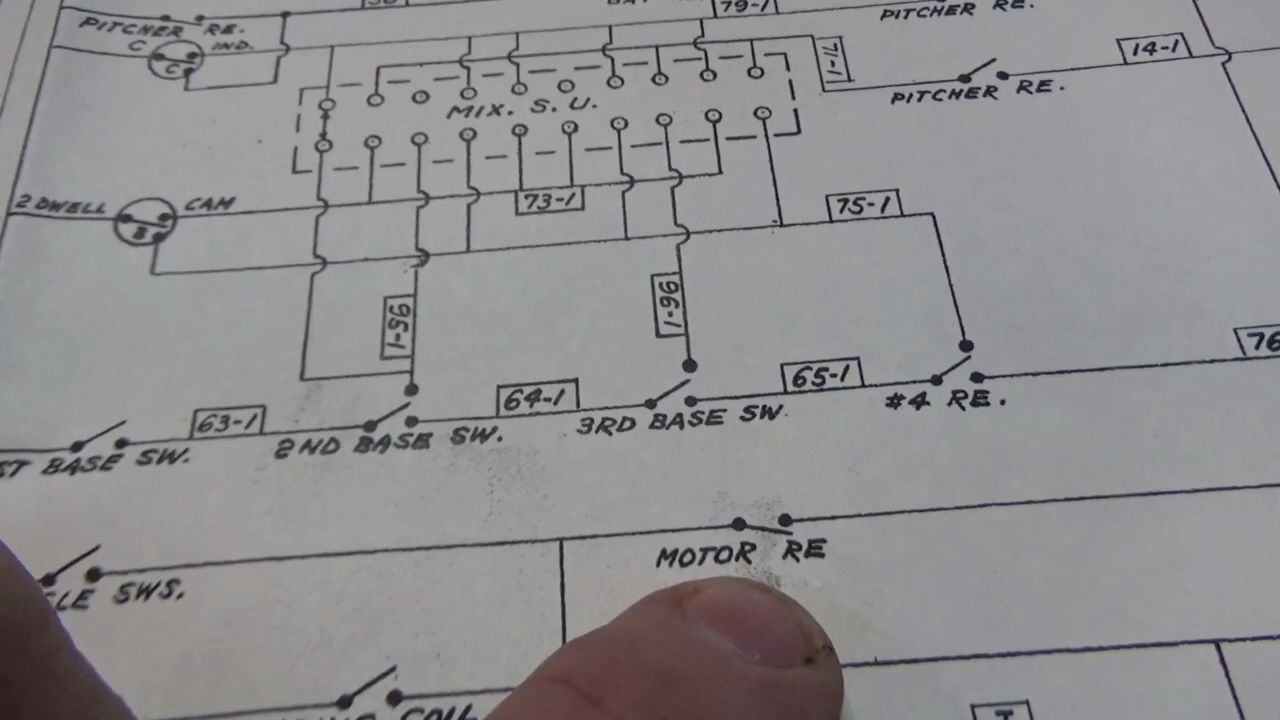 79-1
PITCHER RE.
PITCHER RE.
C IND.
C
71-1
14-1
PITCHER RE.
MIX. S. U.
2 DWELL CAM
B
73-1
75-1
95-1
96-1
76
63-1
64-1
65-1
ST BASE SW.
2ND BASE SW.
3RD BASE SW.
#4 RE.
MOTOR RE
LE SWS.
COIL